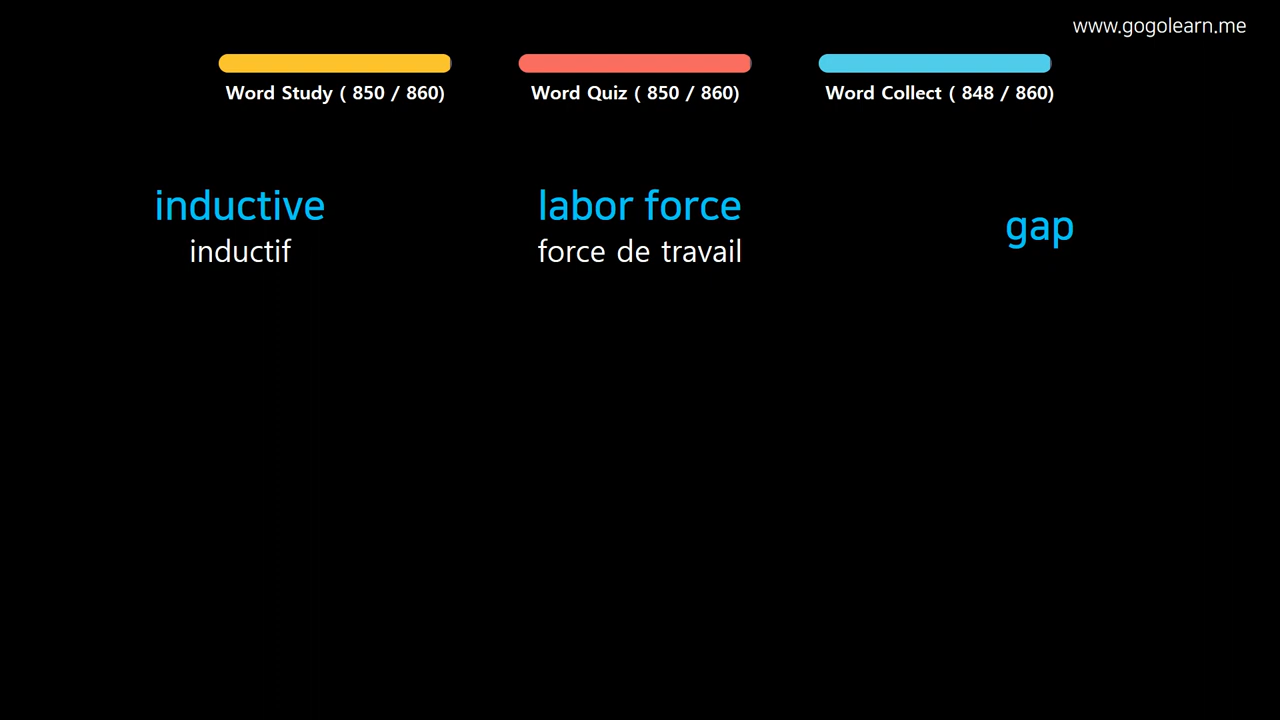 www.gogolearn.me
Word Study ( 850 / 860)
Word Quiz ( 850 / 860)
Word Collect ( 848 / 860)
inductive
inductif
labor force
force de travail
gap